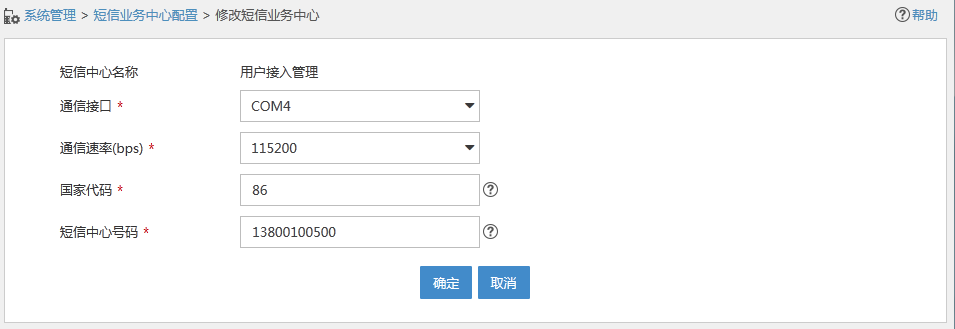 系统管理 > 短信业务中心配置 > 修改短信业务中心 帮助
短信中心名称 用户接入管理
通信接口 * COM4
通信速率(bps) * 115200
国家代码 * 86
短信中心号码 * 13800100500
确定 取消